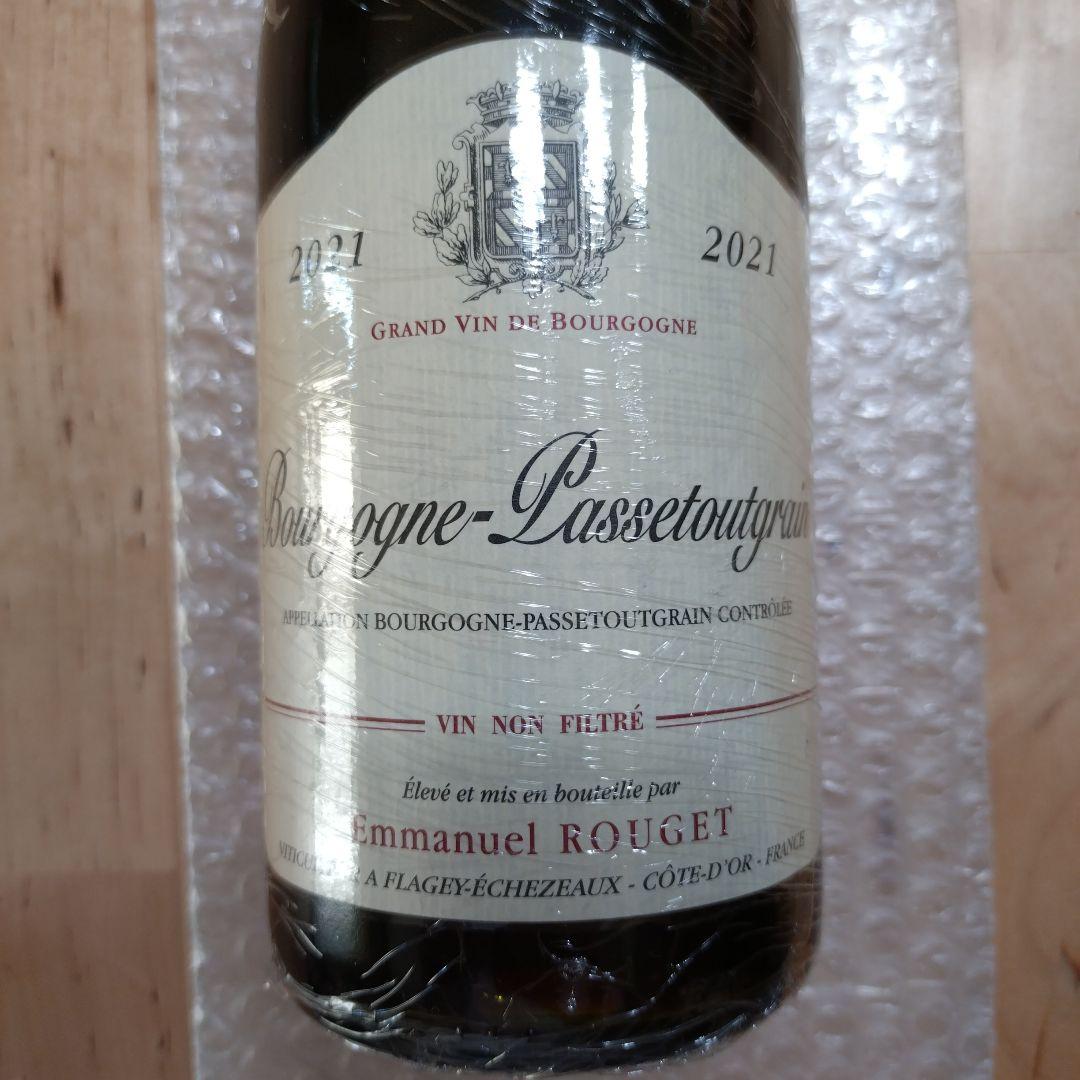 2021 2021
GRAND VIN DE BOURGOGNE
Bourgogne-Passetoutgrain
APPELLATION BOURGOGNE-PASSETOUTGRAIN CONTRÔLÉE
VIN NON FILTRÉ
Élevé et mis en bouteille par
Emmanuel ROUGET
VITICULTEUR A FLAGEY-ÉCHEZEAUX - CÔTE-D'OR - FRANCE